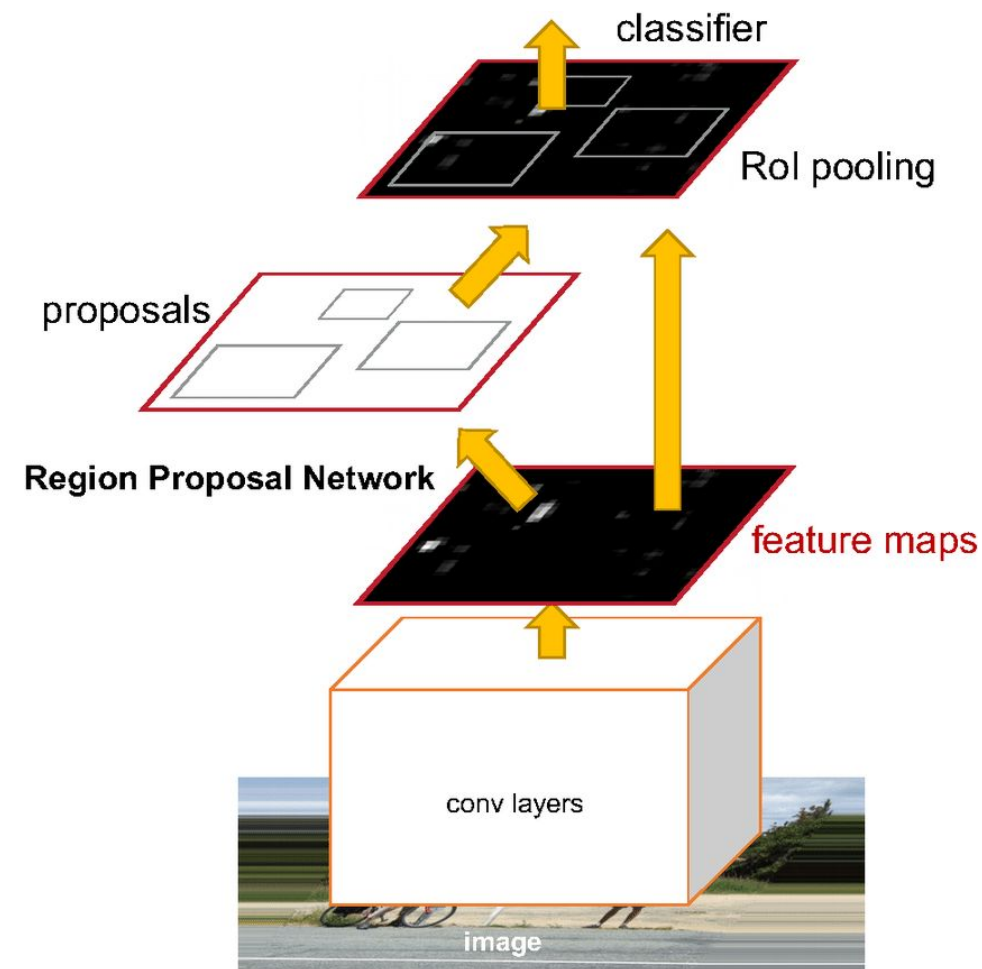 classifier
RoI pooling
proposals
Region Proposal Network
feature maps
conv layers
image